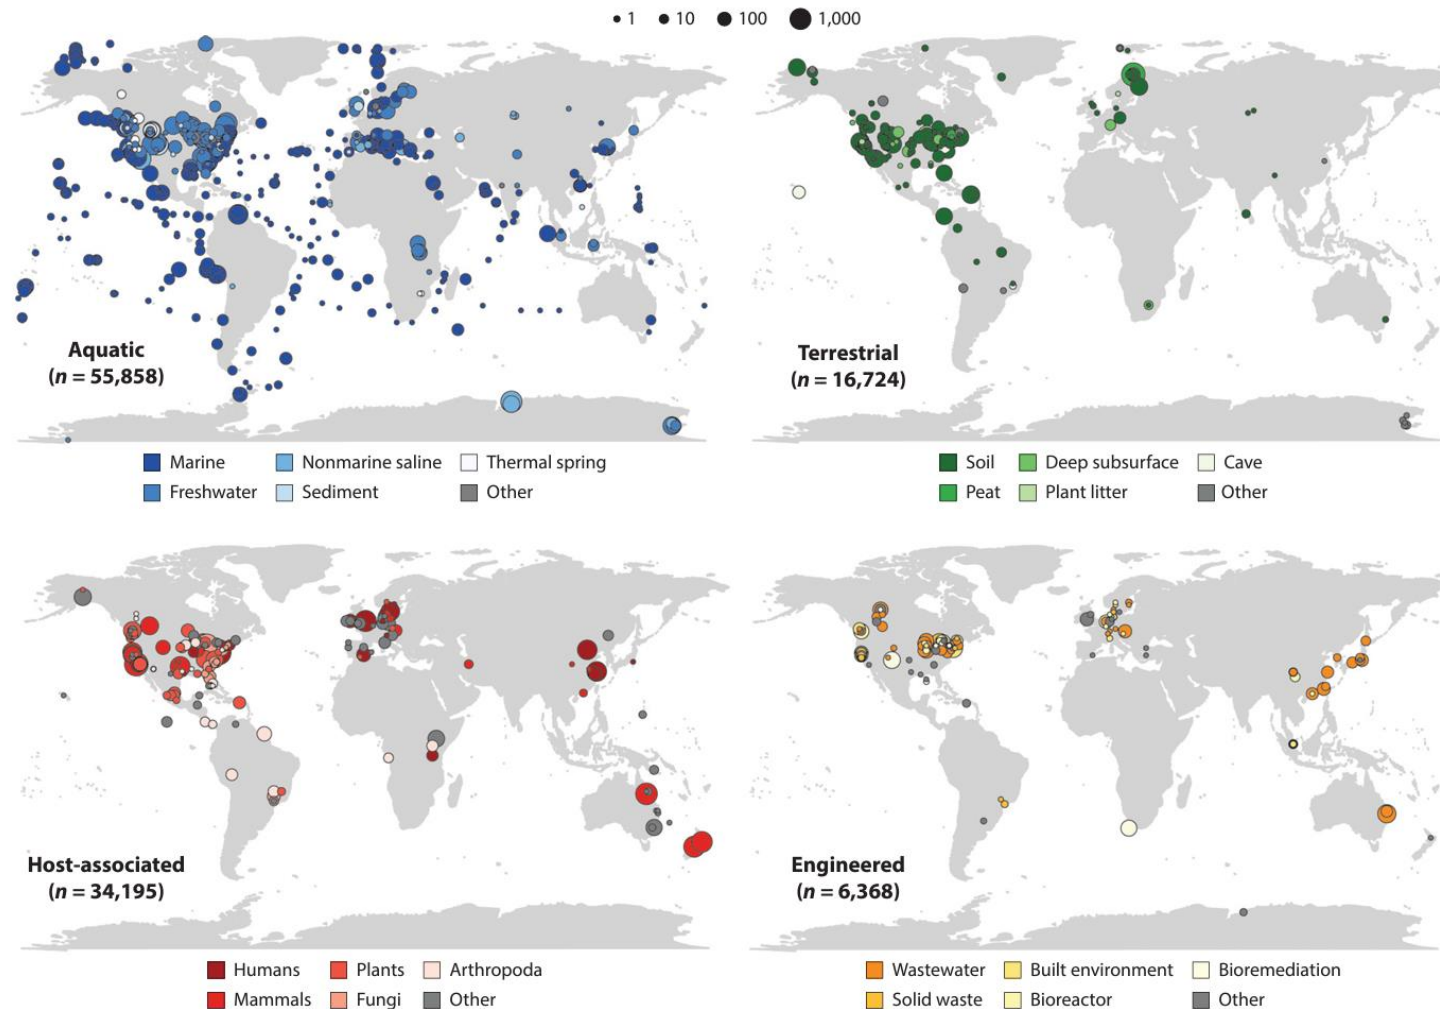 1 10 100 1,000
Aquatic
(n = 55,858)
Terrestrial
(n = 16,724)
Marine Nonmarine saline Thermal spring
Freshwater Sediment Other
Soil Deep subsurface Cave
Peat Plant litter Other
Host-associated
(n = 34,195)
Engineered
(n = 6,368)
Humans Plants Arthropoda
Mammals Fungi Other
Wastewater Built environment Bioremediation
Solid waste Bioreactor Other